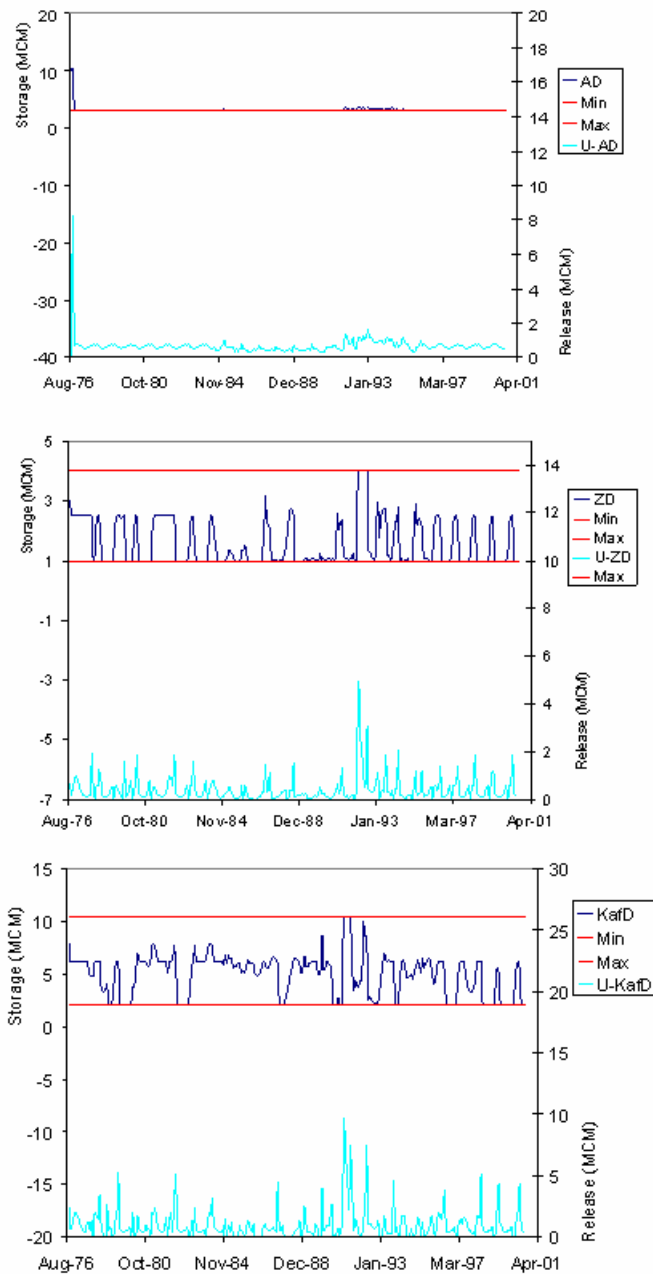 Storage (MCM)
20
10
0
-10
-20
-30
-40
20
18
16
14
12
10
8
6
4
2
0
Release (MCM)
AD
Min
Max
U-AD
Aug-76 Oct-80 Nov-84 Dec-88 Jan-93 Mar-97 Apr-01
Storage (MCM)
5
3
1
-1
-3
-5
-7
14
12
10
8
6
4
2
0
Release (MCM)
ZD
Min
Max
U-ZD
Max
Aug-76 Oct-80 Nov-84 Dec-88 Jan-93 Mar-97 Apr-01
Storage (MCM)
15
10
5
0
-5
-10
-15
-20
30
25
20
15
10
5
0
Release (MCM)
KafD
Min
Max
U-KafD
Aug-76 Oct-80 Nov-84 Dec-88 Jan-93 Mar-97 Apr-01